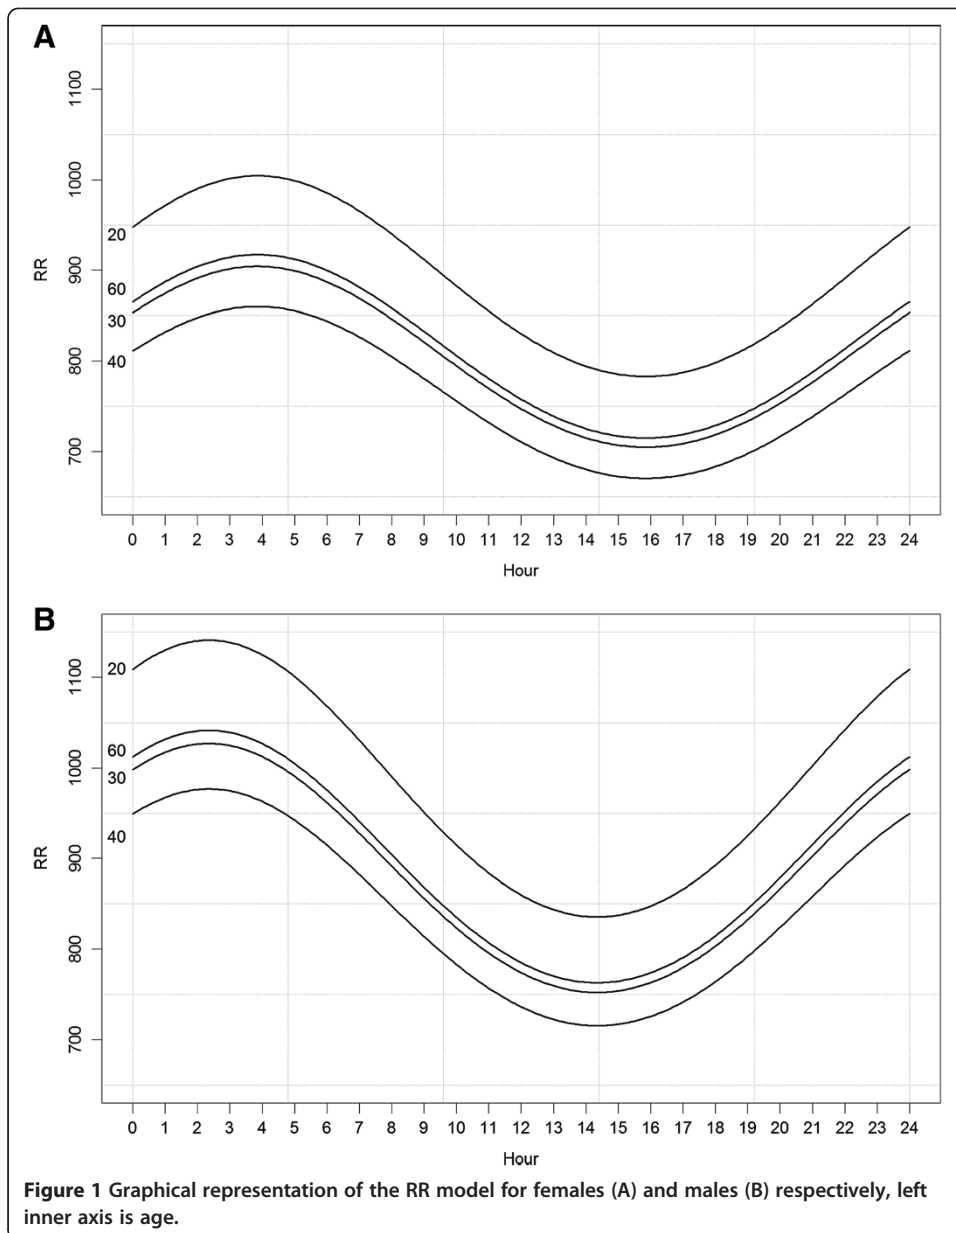 A
1100
1000
900
800
700
RR
20
60
30
40
0 1 2 3 4 5 6 7 8 9 10 11 12 13 14 15 16 17 18 19 20 21 22 23 24
Hour
B
1100
1000
900
800
700
RR
20
60
30
40
0 1 2 3 4 5 6 7 8 9 10 11 12 13 14 15 16 17 18 19 20 21 22 23 24
Hour
Figure 1 Graphical representation of the RR model for females (A) and males (B) respectively, left
inner axis is age.